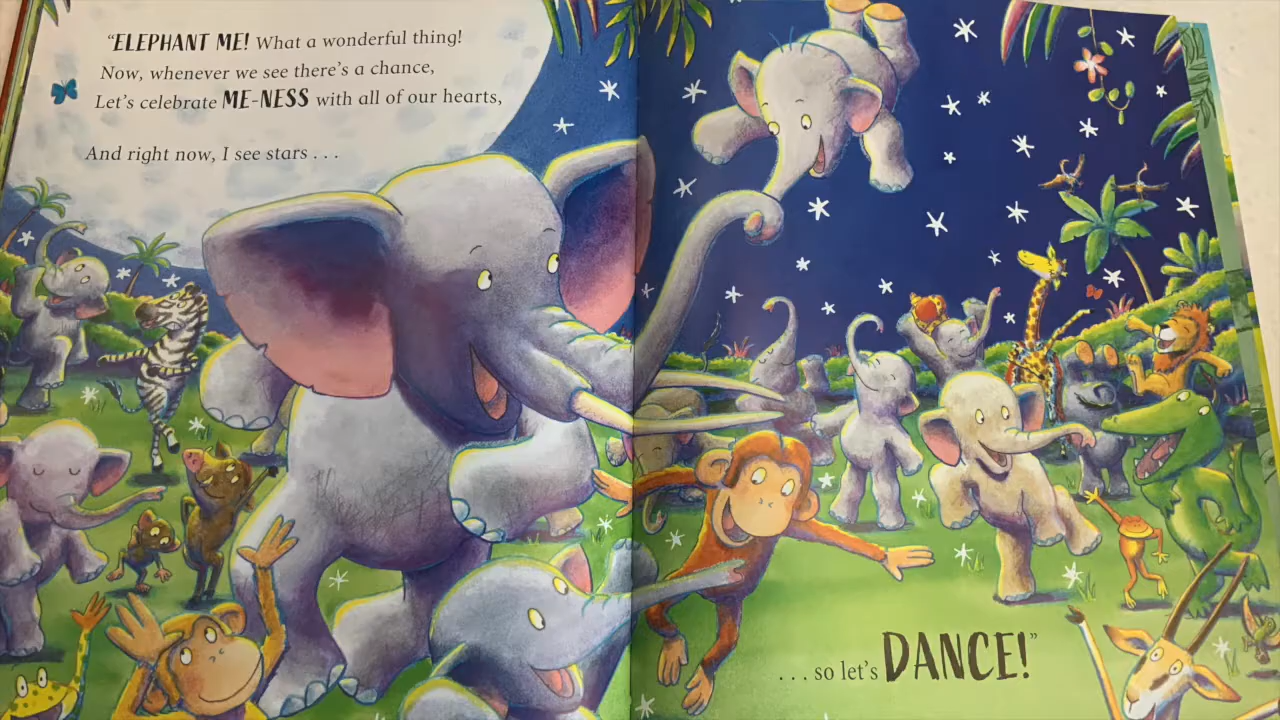 “ELEPHANT ME! What a wonderful thing!
Now, whenever we see there’s a chance,
Let’s celebrate ME-NESS with all of our hearts,
And right now, I see stars . . .
. . . so let’s DANCE!”